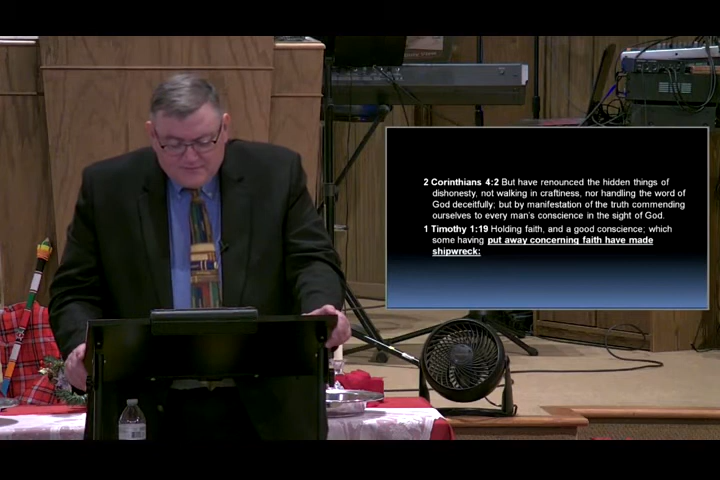 2 Corinthians 4:2 But have renounced the hidden things of
dishonesty, not walking in craftiness, nor handling the word of
God deceitfully; but by manifestation of the truth commending
ourselves to every man's conscience in the sight of God.
1 Timothy 1:19 Holding faith, and a good conscience; which
some having put away concerning faith have made
shipwreck: